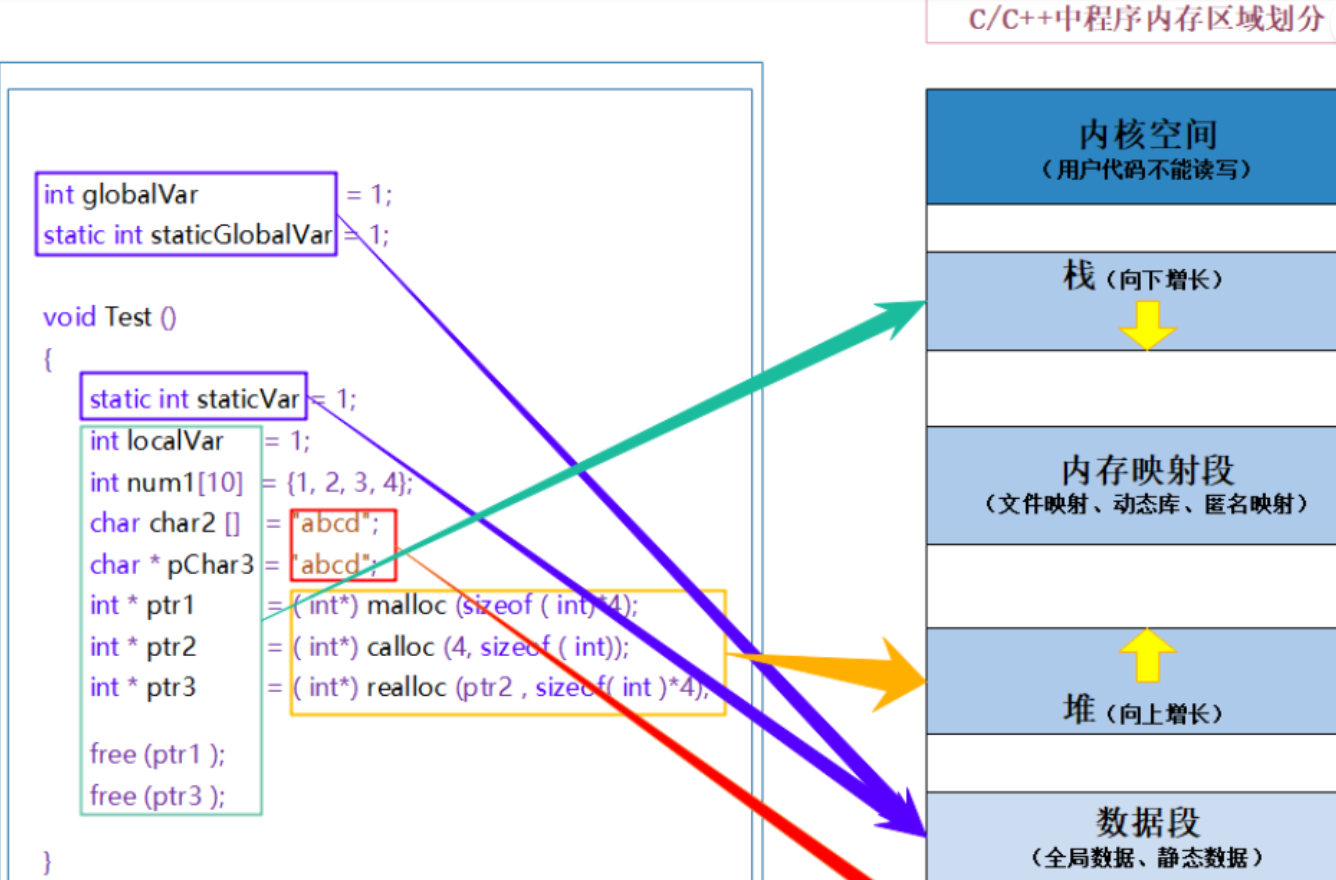 C/C++中程序内存区域划分
int globalVar = 1;
static int staticGlobalVar = 1;
void Test ()
{
static int staticVar = 1;
int localVar = 1;
int num1[10] = {1, 2, 3, 4};
char char2 [] = "abcd";
char * pChar3 = "abcd";
int * ptr1 = ( int*) malloc (sizeof ( int)*4);
int * ptr2 = ( int*) calloc (4, sizeof ( int));
int * ptr3 = ( int*) realloc (ptr2 , sizeof( int )*4);
free (ptr1 );
free (ptr3 );
}
内核空间
(用户代码不能读写)
栈 (向下增长)
内存映射段
(文件映射、动态库、匿名映射)
堆 (向上增长)
数据段
(全局数据、静态数据)